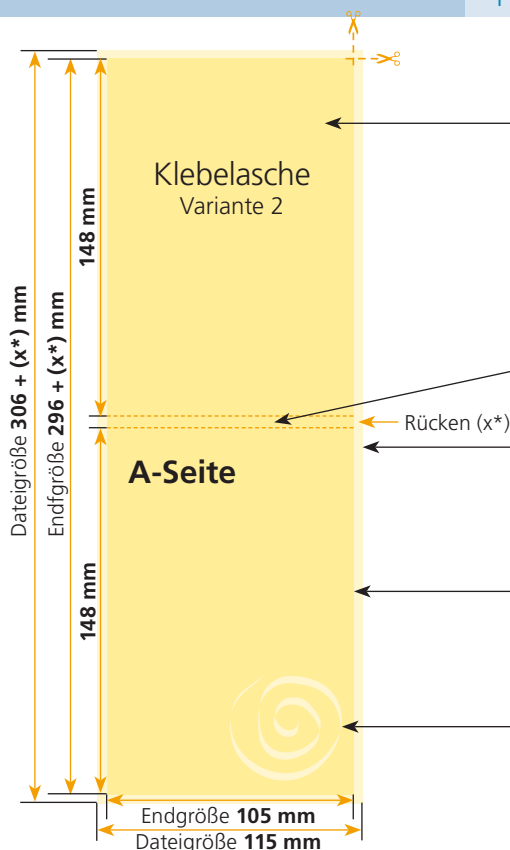 Klebelasche
Variante 2
148 mm
Dateigröße 306 + (x*) mm
Endfgröße 296 + (x*) mm
Rücken (x*)
A-Seite
148 mm
Endgröße 105 mm
Dateigröße 115 mm